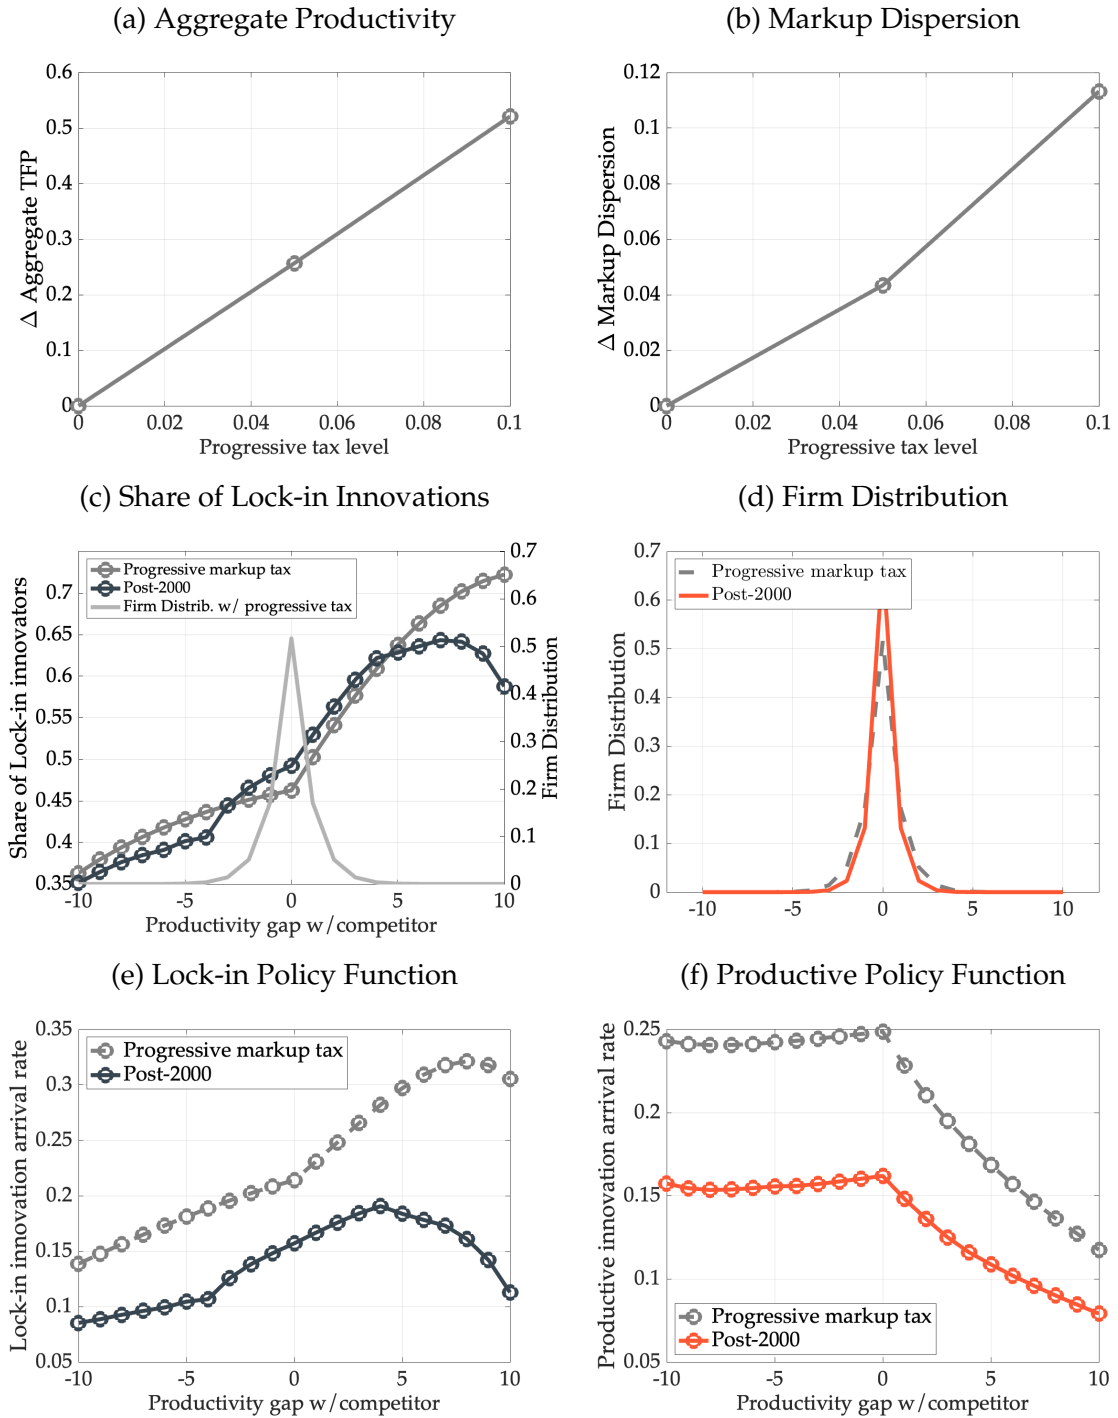 (a) Aggregate Productivity
0.6
0.5
0.4
0.3
0.2
0.1
0
Δ Aggregate TFP
0 0.02 0.04 0.06 0.08 0.1
Progressive tax level
(b) Markup Dispersion
0.12
0.1
0.08
0.06
0.04
0.02
0
Δ Markup Dispersion
0 0.02 0.04 0.06 0.08 0.1
Progressive tax level
(c) Share of Lock-in Innovations
Progressive markup tax
Post-2000
Firm Distrib. w/ progressive tax
0.7
0.65
0.6
0.55
0.5
0.45
0.4
0.35
Share of Lock-in innovators
0.7
0.6
0.5
0.4
0.3
0.2
0.1
0
Firm Distribution
-10 -5 0 5 10
Productivity gap w/competitor
(d) Firm Distribution
Progressive markup tax
Post-2000
0.7
0.6
0.5
0.4
0.3
0.2
0.1
0
Firm Distribution
-10 -5 0 5 10
(e) Lock-in Policy Function
Progressive markup tax
Post-2000
0.35
0.3
0.25
0.2
0.15
0.1
0.05
Lock-in innovation arrival rate
-10 -5 0 5 10
Productivity gap w/competitor
(f) Productive Policy Function
0.25
0.2
0.15
0.1
0.05
Productive innovation arrival rate
Progressive markup tax
Post-2000
-10 -5 0 5 10
Productivity gap w/competitor